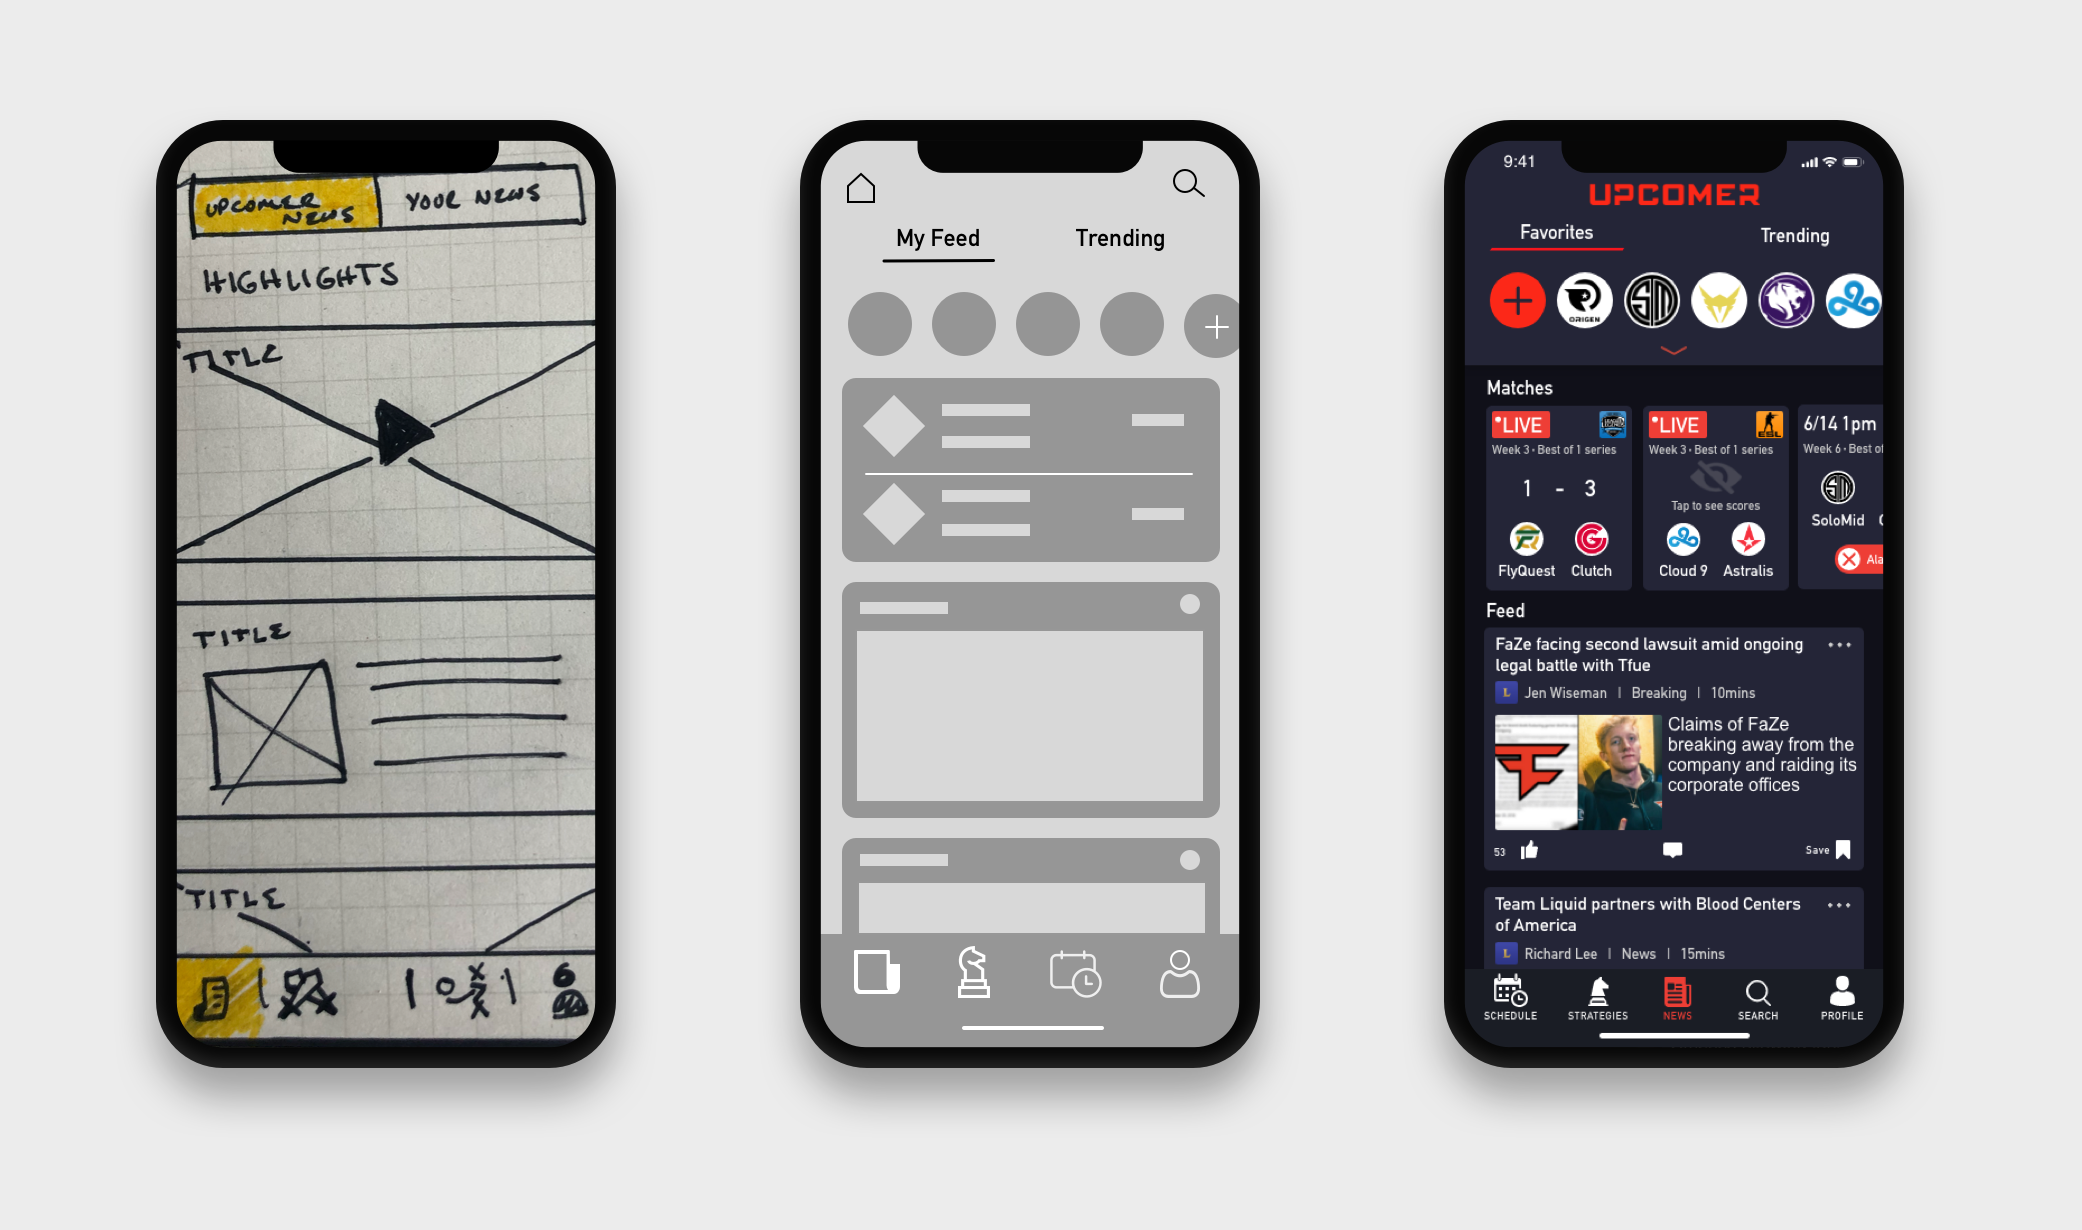 UPCOMER
NEWS
YOUR NEWS
HIGHLIGHTS
TITLE
TITLE
TITLE
My Feed
Trending
9:41
UPCOMER
Favorites
Trending
ORIGEN
Matches
LIVE
Week 3 · Best of 1 series
1 - 3
FlyQuest Clutch
LIVE
ESL
Week 3 · Best of 1 series
Tap to see scores
Cloud 9 Astralis
6/14 1pm
Week 6 · Best of
SoloMid
Feed
FaZe facing second lawsuit amid ongoing
legal battle with Tfue
L Jen Wiseman | Breaking | 10mins
Claims of FaZe
breaking away from the
company and raiding its
corporate offices
53
Save
Team Liquid partners with Blood Centers
of America
L Richard Lee | News | 15mins
SCHEDULE STRATEGIES NEWS SEARCH PROFILE